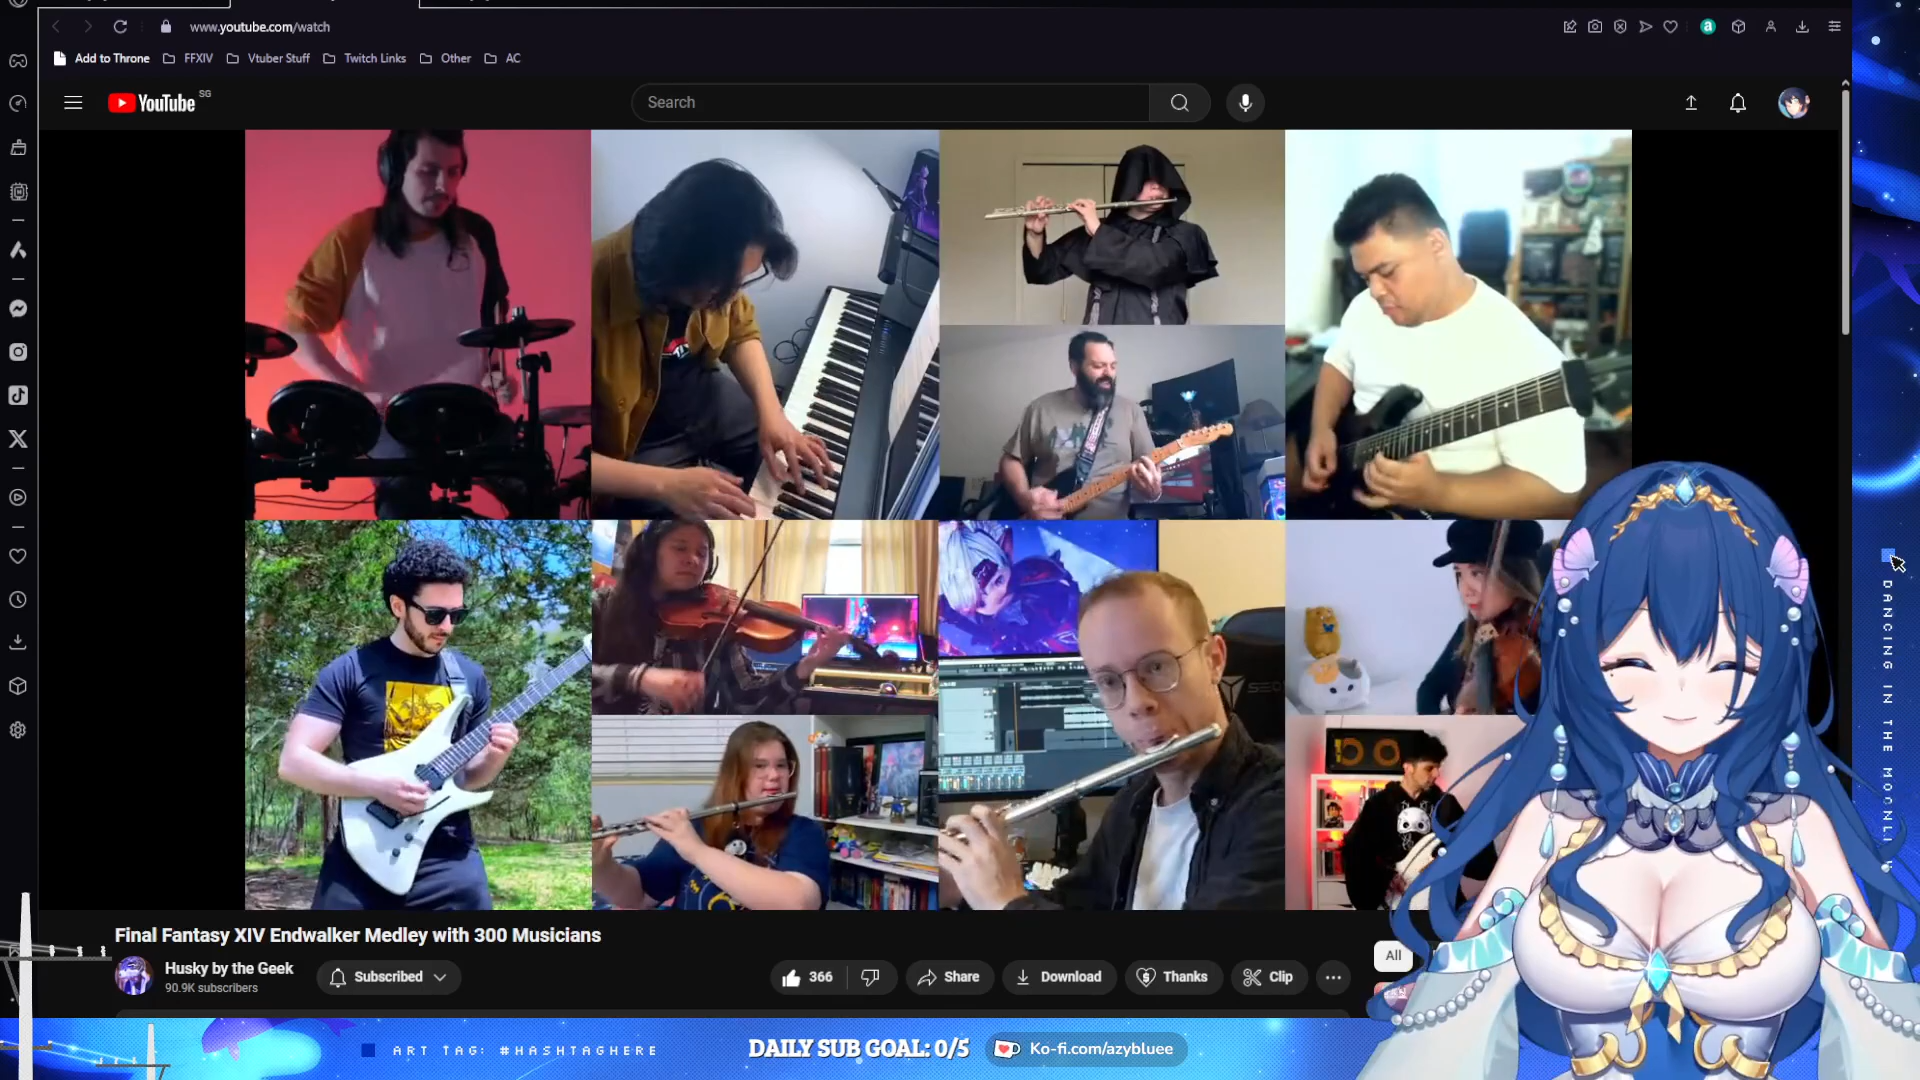 www.youtube.com/watch
Add to Throne
FFXIV
Vtuber Stuff
Twitch Links
Other
AC
YouTube SG
Search
Final Fantasy XIV Endwalker Medley with 300 Musicians
Husky by the Geek
90.9K subscribers
Subscribed
366
Share
Download
Thanks
Clip
All
ART TAG: #HASHTAGHERE
DAILY SUB GOAL: 0/5
Ko-fi.com/azybluee
DANCING IN THE MOONLI